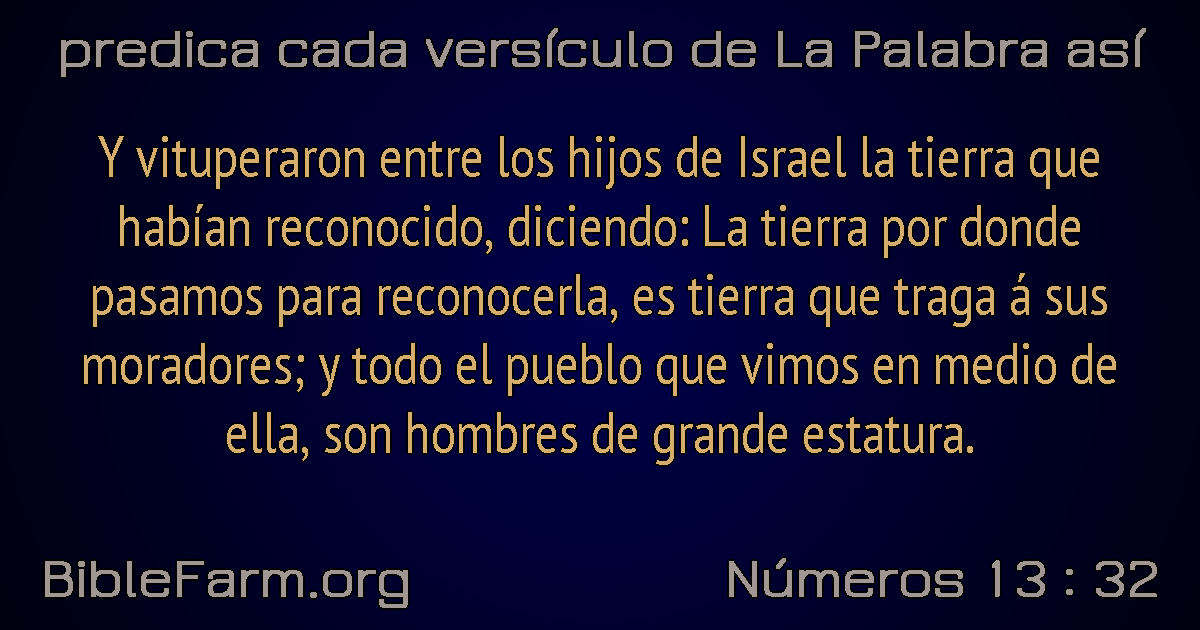 predica cada versículo de La Palabra así
Y vituperaron entre los hijos de Israel la tierra que
habían reconocido, diciendo: La tierra por donde
pasamos para reconocerla, es tierra que traga á sus
moradores; y todo el pueblo que vimos en medio de
ella, son hombres de grande estatura.
BibleFarm.org
Números 13 : 32